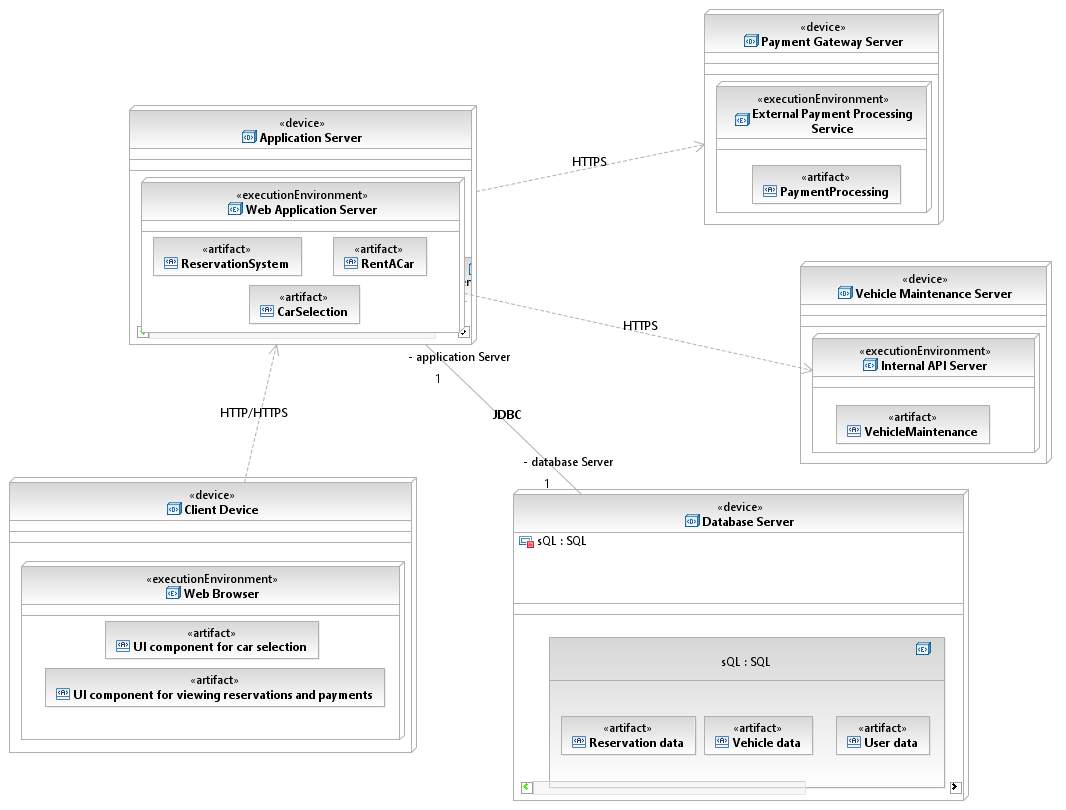 «device»
Payment Gateway Server
«executionEnvironment»
External Payment Processing
Service
«artifact»
PaymentProcessing
«device»
Application Server
«executionEnvironment»
Web Application Server
«artifact»
ReservationSystem
«artifact»
RentACar
«artifact»
CarSelection
HTTPS
«device»
Vehicle Maintenance Server
«executionEnvironment»
Internal API Server
«artifact»
VehicleMaintenance
HTTPS
- application Server
1
HTTP/HTTPS
JDBC
- database Server
1
«device»
Client Device
«executionEnvironment»
Web Browser
«artifact»
UI component for car selection
«artifact»
UI component for viewing reservations and payments
«device»
Database Server
sQL : SQL
sQL : SQL
«artifact»
Reservation data
«artifact»
Vehicle data
«artifact»
User data